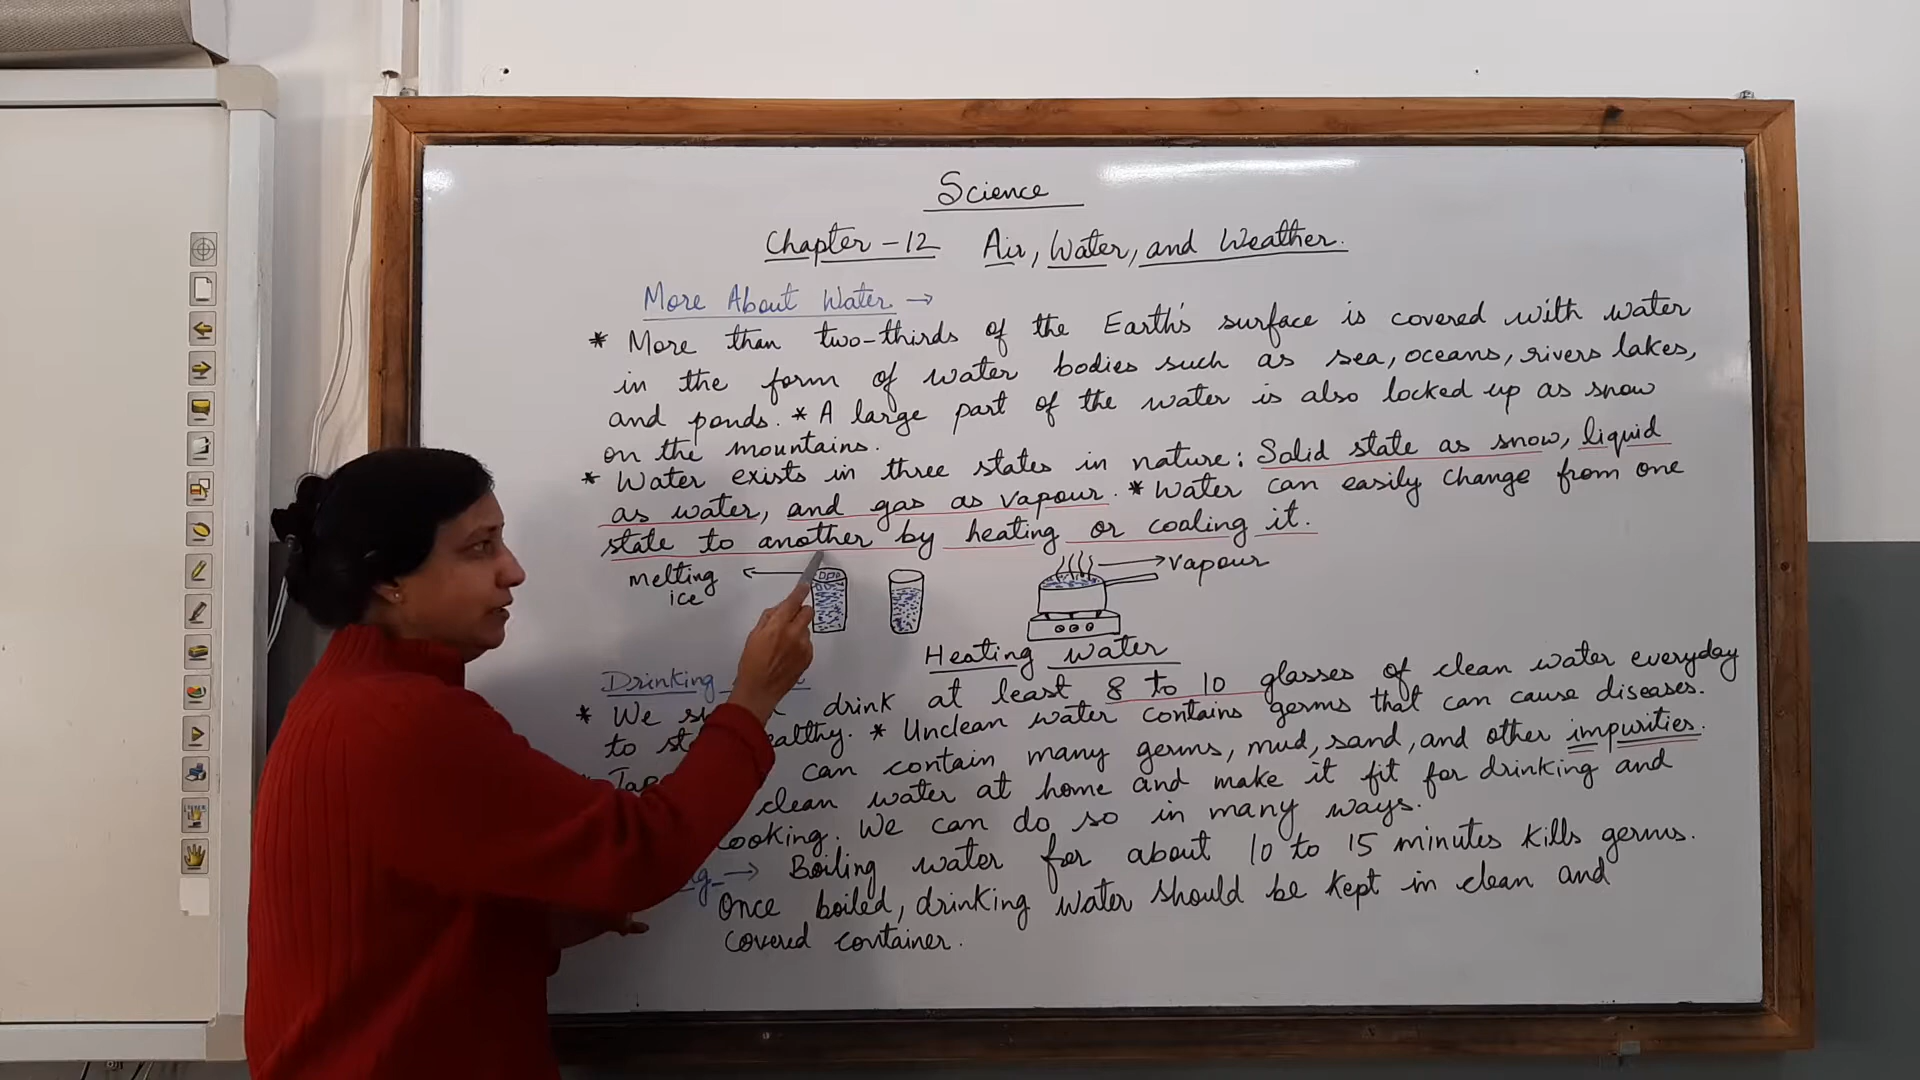 Science
Chapter - 12 Air, Water, and Weather.
More About Water →
* More than two-thirds of the Earth's surface is covered with water
in the form of water bodies such as sea, oceans, rivers lakes,
and ponds. * A large part of the water is also locked up as snow
on the mountains.
* Water exists in three states in nature: Solid state as snow, liquid
as water, and gas as vapour. * Water can easily change from one
state to another by heating or cooling it.
melting
ice
→ vapour
Heating water
Drinking
* We drink at least 8 to 10 glasses of clean water everyday
to healthy. * Unclean water contains germs that can cause diseases.
* can contain many germs, mud, sand, and other impurities.
clean water at home and make it fit for drinking and
cooking. We can do so in many ways.
→ Boiling water for about 10 to 15 minutes kills germs.
Once boiled, drinking water should be kept in clean and
covered container.